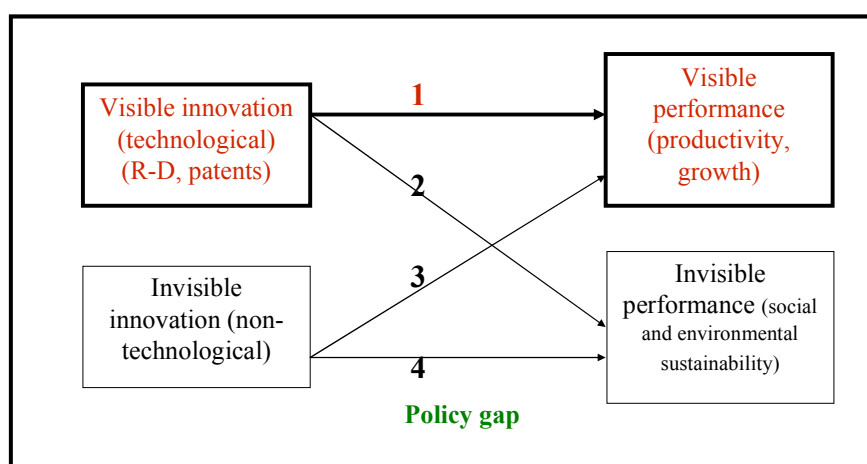 Visible innovation
(technological)
(R-D, patents)
1
Visible
performance
(productivity,
growth)
2
3
Invisible
innovation (non-
technological)
4
Invisible
performance (social
and environmental
sustainability)
Policy gap